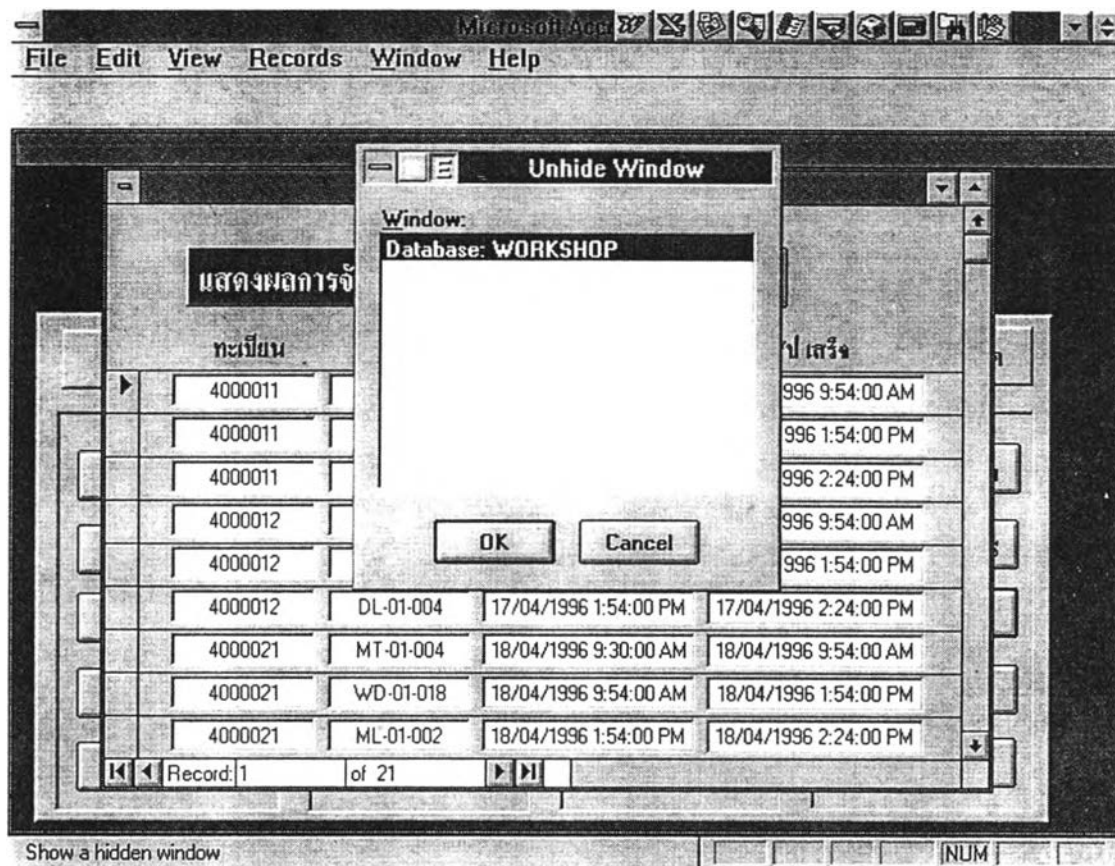 Microsoft Acc
File Edit View Records Window Help
Unhide Window
Window:
Database: WORKSHOP
แสดงผลการจั
ทะเบียน
เสร็จ
4000011
996 9:54:00 AM
4000011
996 1:54:00 PM
4000011
996 2:24:00 PM
4000012
996 9:54:00 AM
4000012
996 1:54:00 PM
OK Cancel
4000012 DL-01-004 17/04/1996 1:54:00 PM 17/04/1996 2:24:00 PM
4000021 MT-01-004 18/04/1996 9:30:00 AM 18/04/1996 9:54:00 AM
4000021 WD-01-018 18/04/1996 9:54:00 AM 18/04/1996 1:54:00 PM
4000021 ML-01-002 18/04/1996 1:54:00 PM 18/04/1996 2:24:00 PM
Record: 1 of 21
Show a hidden window
NUM